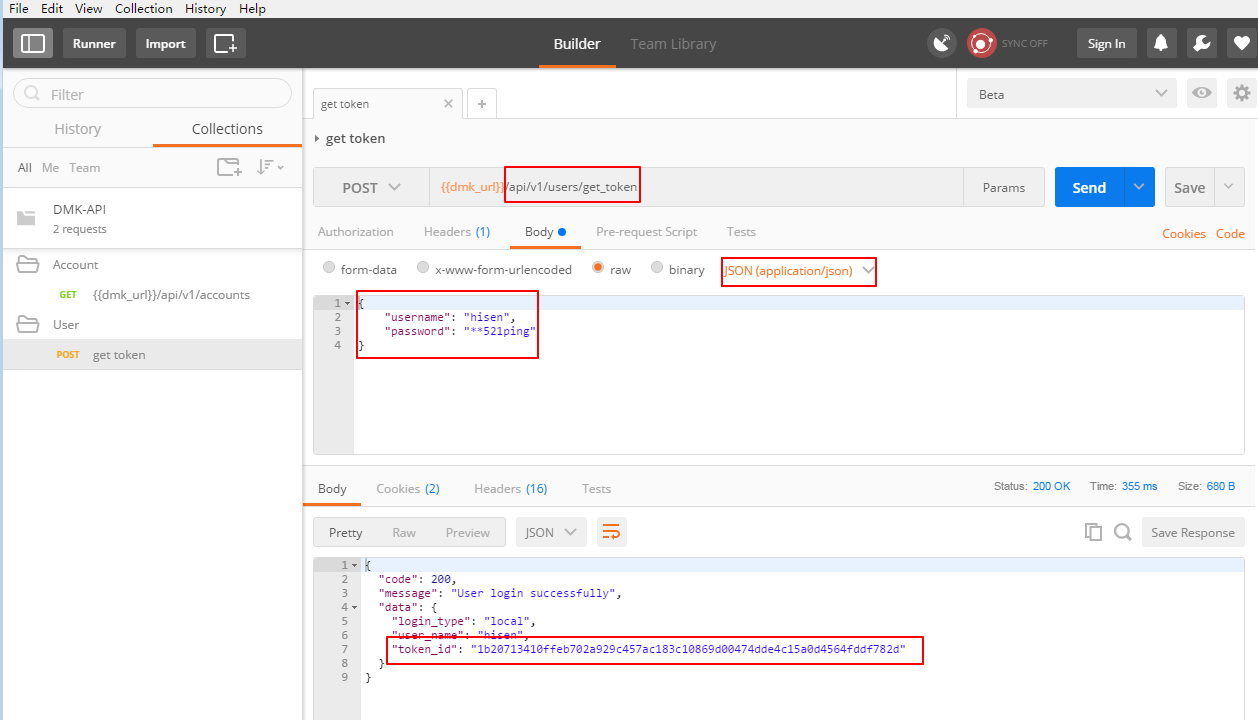 File Edit View Collection History Help
Runner Import Builder Team Library SYNC OFF Sign In
Filter
History Collections
All Me Team
DMK-API
2 requests
Account
GET {{dmk_url}}/api/v1/accounts
User
POST get token
get token
Beta
get token
POST {{dmk_url}}/api/v1/users/get_token Params Send Save
Authorization Headers (1) Body Pre-request Script Tests Cookies Code
form-data x-www-form-urlencoded raw binary JSON (application/json)
1 {
2 "username": "hisen",
3 "password": "**521ping"
4 }
Body Cookies (2) Headers (16) Tests Status: 200 OK Time: 355 ms Size: 680 B
Pretty Raw Preview JSON Save Response
1 {
2 "code": 200,
3 "message": "User login successfully",
4 "data": {
5 "login_type": "local",
6 "user_name": "hisen",
7 "token_id": "1b20713410ffeb702a929c457ac183c10869d00474dde4c15a0d4564fddf782d"
8 }
9 }